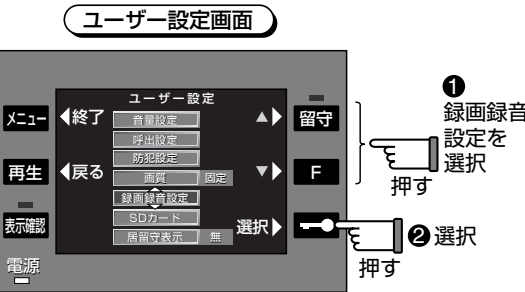 ユーザー設定画面
ユーザー設定
メニュー ◀終了 音量設定 ▲▶ 留守
呼出設定
防犯設定
再生 ◀戻る 画質 固定 ▼▶ F
録画録音設定
SDカード
表示確認 居留守表示 無 選択▶
電源
❶
録画録音
設定を
選択
押す
❷選択
押す